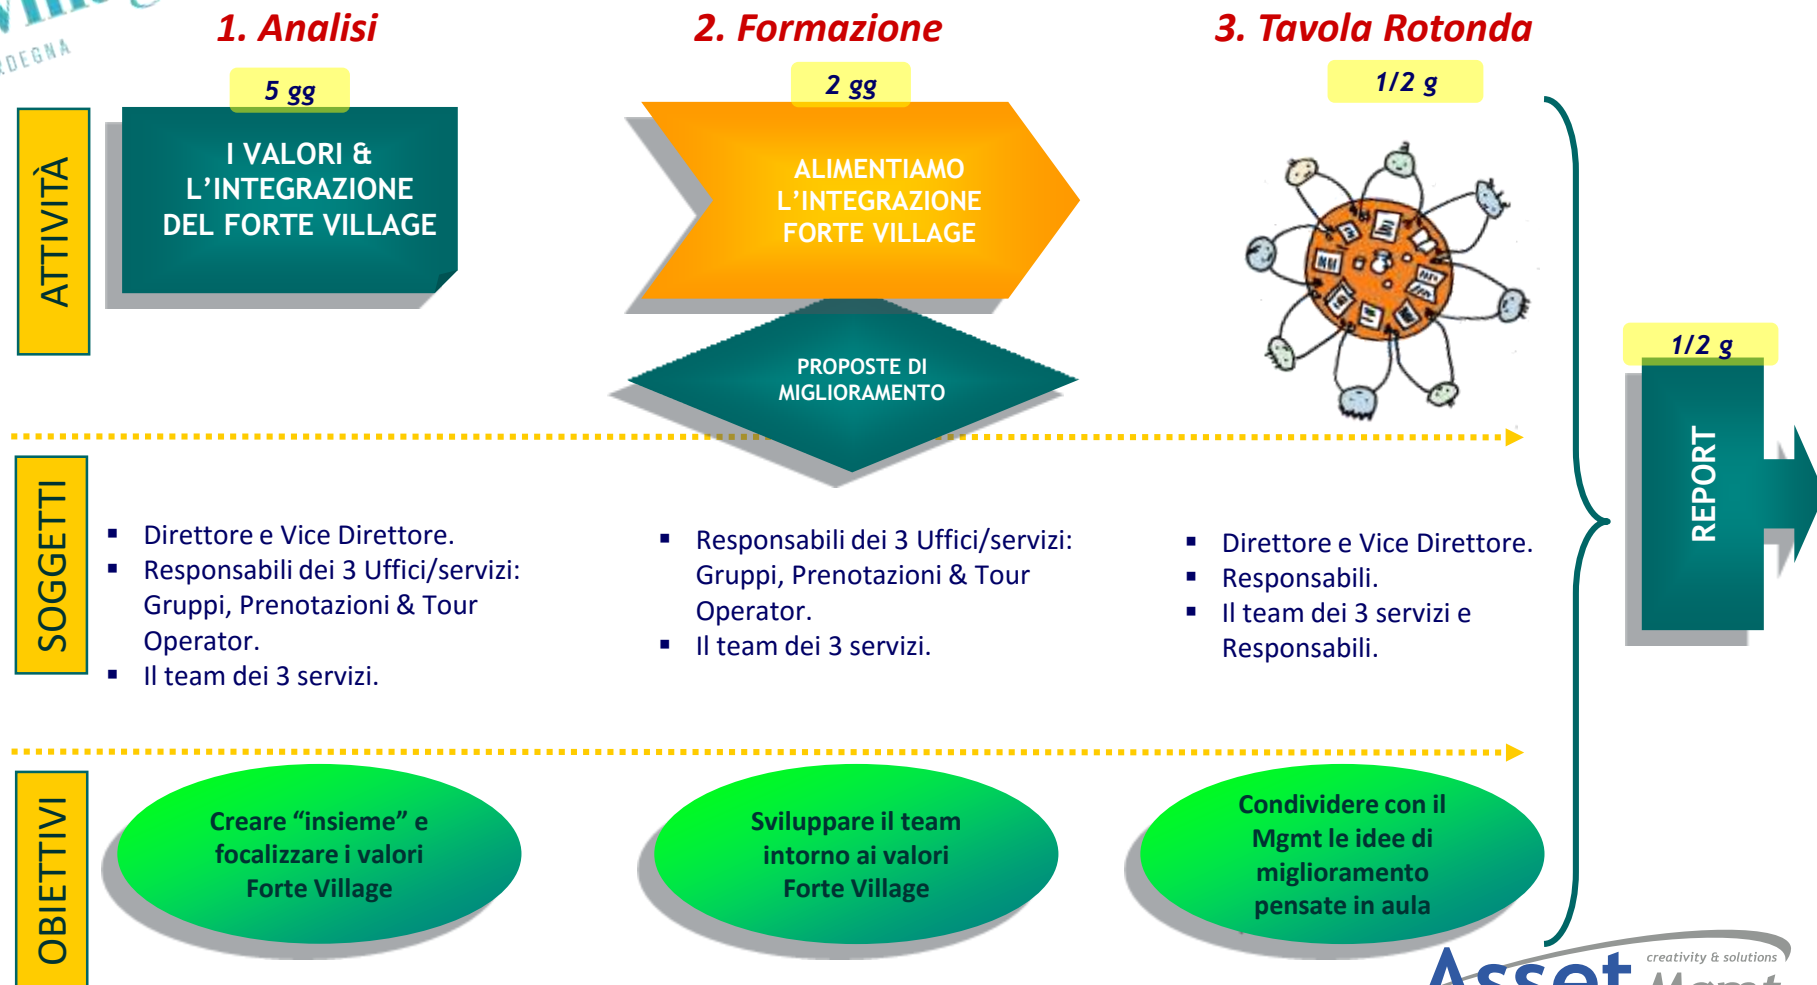 1. Analisi
2. Formazione
3. Tavola Rotonda
5 gg
2 gg
1/2 g
ATTIVITÀ
I VALORI &
L’INTEGRAZIONE
DEL FORTE VILLAGE
ALIMENTIAMO
L’INTEGRAZIONE
FORTE VILLAGE
PROPOSTE DI
MIGLIORAMENTO
1/2 g
REPORT
SOGGETTI
▪ Direttore e Vice Direttore.
▪ Responsabili dei 3 Uffici/servizi:
Gruppi, Prenotazioni & Tour
Operator.
▪ Il team dei 3 servizi.
▪ Responsabili dei 3 Uffici/servizi:
Gruppi, Prenotazioni & Tour
Operator.
▪ Il team dei 3 servizi.
▪ Direttore e Vice Direttore.
▪ Responsabili.
▪ Il team dei 3 servizi e
Responsabili.
OBIETTIVI
Creare “insieme” e
focalizzare i valori
Forte Village
Sviluppare il team
intorno ai valori
Forte Village
Condividere con il
Mgmt le idee di
miglioramento
pensate in aula
creativity & solutions
Asset Mgmt